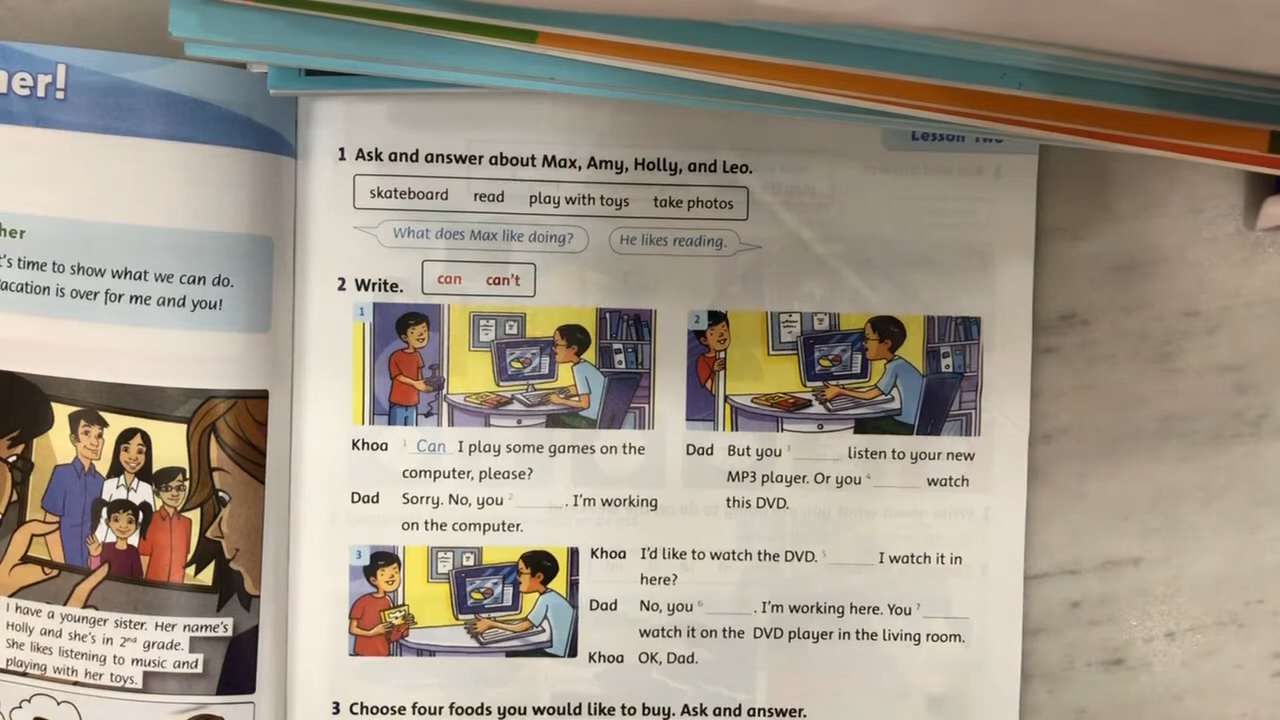 her
t's time to show what we can do.
acation is over for me and you!
I have a younger sister. Her name's
Holly and she's in 2nd grade.
She likes listening to music and
playing with her toys.
1 Ask and answer about Max, Amy, Holly, and Leo.
skateboard read play with toys take photos
What does Max like doing? He likes reading.
2 Write. can can't
1
Khoa 1 Can I play some games on the
computer, please?
Dad Sorry. No, you 2 ______. I'm working
on the computer.
2
Dad But you 3 ______ listen to your new
MP3 player. Or you 4 ______ watch
this DVD.
3
Khoa I'd like to watch the DVD. 5 ______ I watch it in
here?
Dad No, you 6 ______. I'm working here. You 7 ______
watch it on the DVD player in the living room.
Khoa OK, Dad.
3 Choose four foods you would like to buy. Ask and answer.